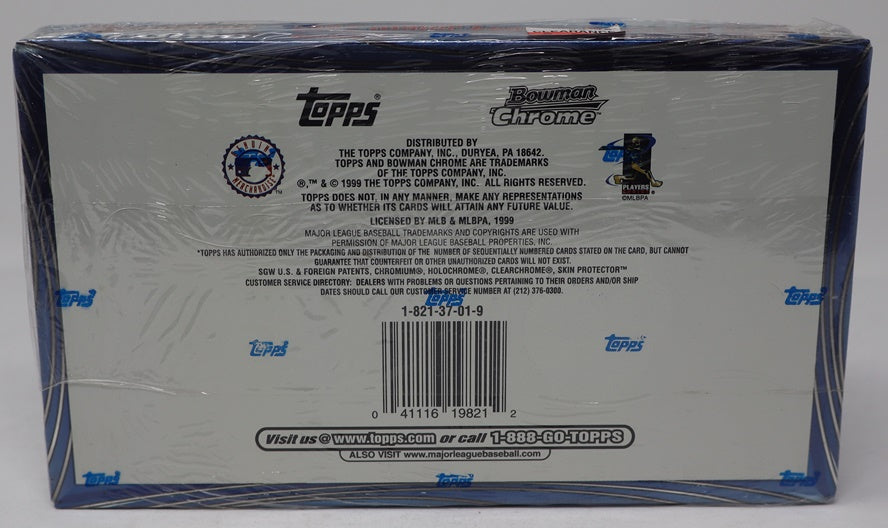 CLEARANCE
TOPPS®
Bowman
Chrome™
GENUINE
MERCHANDISE
™
DISTRIBUTED BY
THE TOPPS COMPANY, INC., DURYEA, PA 18642.
TOPPS AND BOWMAN CHROME ARE TRADEMARKS
OF THE TOPPS COMPANY, INC.
®,™ & © 1999 THE TOPPS COMPANY, INC. ALL RIGHTS RESERVED.
TOPPS DOES NOT, IN ANY MANNER, MAKE ANY REPRESENTATIONS
AS TO WHETHER ITS CARDS WILL ATTAIN ANY FUTURE VALUE.
LICENSED BY MLB & MLBPA, 1999
PLAYERS
©MLBPA
MAJOR LEAGUE BASEBALL TRADEMARKS AND COPYRIGHTS ARE USED WITH
PERMISSION OF MAJOR LEAGUE BASEBALL PROPERTIES, INC.
*TOPPS HAS AUTHORIZED ONLY THE PACKAGING AND DISTRIBUTION OF THE NUMBER OF SEQUENTIALLY NUMBERED CARDS STATED ON THE CARD, BUT CANNOT
GUARANTEE THAT COUNTERFEIT OR OTHER UNAUTHORIZED CARDS WILL NOT EXIST.
SGW U.S. & FOREIGN PATENTS, CHROMIUM®, HOLOCHROME®, CLEARCHROME®, SKIN PROTECTOR™
CUSTOMER SERVICE DIRECTORY: DEALERS WITH PROBLEMS OR QUESTIONS PERTAINING TO THEIR ORDERS AND/OR SHIP
DATES SHOULD CALL OUR CUSTOMER SERVICE NUMBER AT (212) 376-0300.
Topps
Topps
Topps
1-821-37-01-9
Topps
Topps
0 41116 19821 2
Visit us @ www.topps.com or call 1-888-GO-TOPPS
ALSO VISIT www.majorleaguebaseball.com
Topps
Topps
Topps